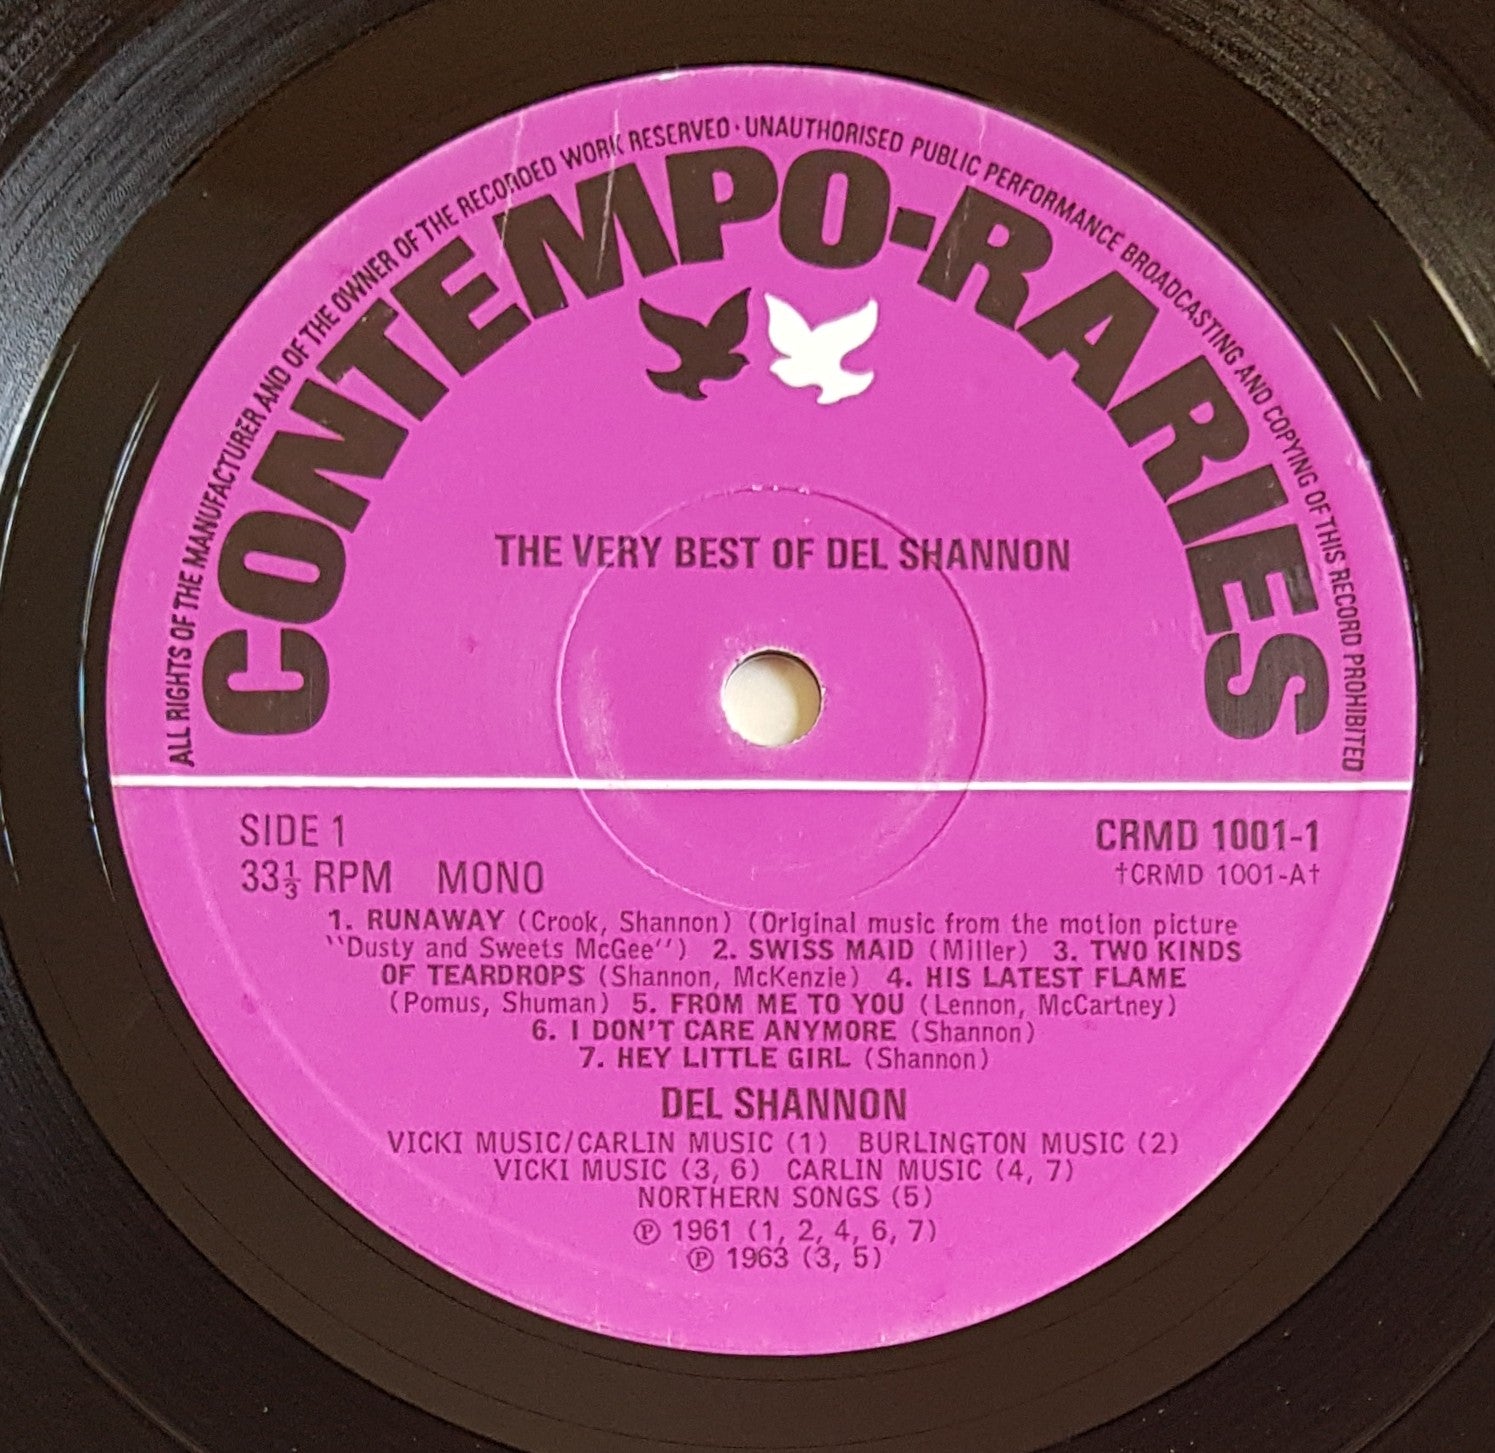 ALL RIGHTS OF THE MANUFACTURER AND OF THE OWNER OF THE RECORDED WORK RESERVED · UNAUTHORISED PUBLIC PERFORMANCE BROADCASTING AND COPYING OF THIS RECORD PROHIBITED
CONTEMPO-RARIES
THE VERY BEST OF DEL SHANNON
SIDE 1
33⅓ RPM MONO
CRMD 1001-1
†CRMD 1001-A†
1. RUNAWAY (Crook, Shannon) (Original music from the motion picture
"Dusty and Sweets McGee") 2. SWISS MAID (Miller) 3. TWO KINDS
OF TEARDROPS (Shannon, McKenzie) 4. HIS LATEST FLAME
(Pomus, Shuman) 5. FROM ME TO YOU (Lennon, McCartney)
6. I DON'T CARE ANYMORE (Shannon)
7. HEY LITTLE GIRL (Shannon)
DEL SHANNON
VICKI MUSIC/CARLIN MUSIC (1) BURLINGTON MUSIC (2)
VICKI MUSIC (3, 6) CARLIN MUSIC (4, 7)
NORTHERN SONGS (5)
℗ 1961 (1, 2, 4, 6, 7)
℗ 1963 (3, 5)